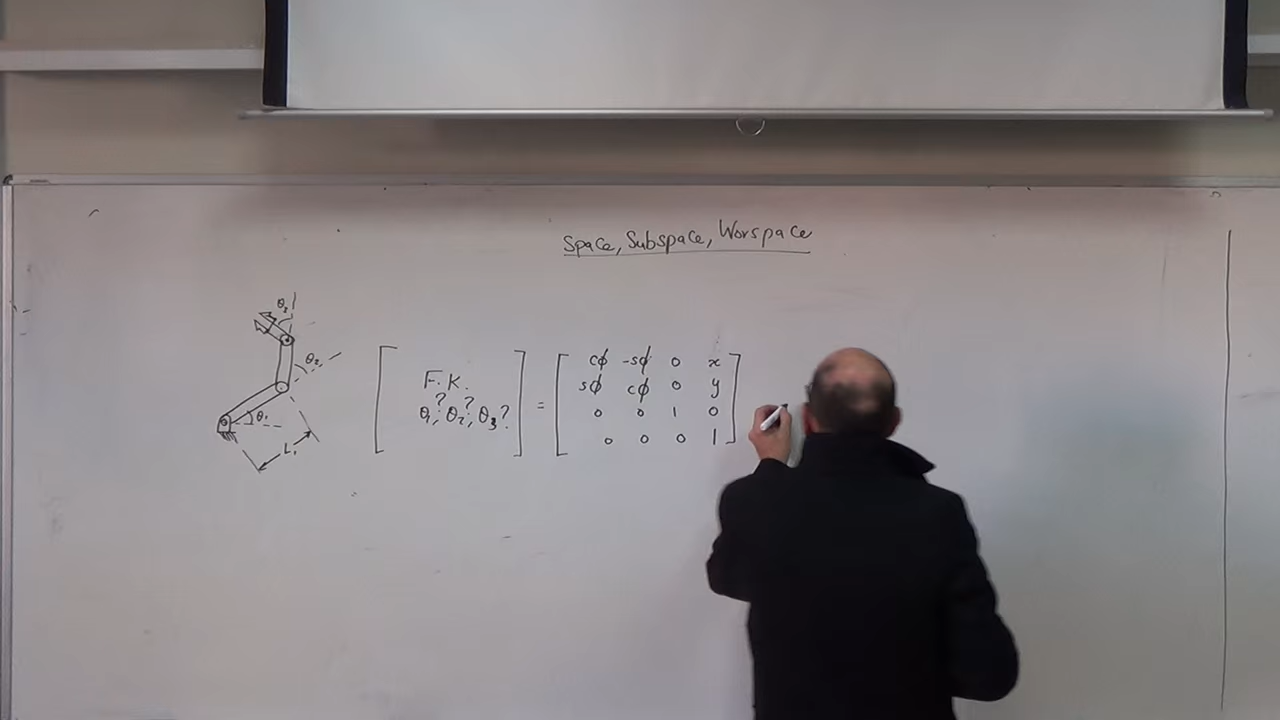 Space, Subspace, Worspace
θ3
θ2
θ1
L1
F.K.
θ1?, θ2?, θ3?
=
cϕ -sϕ 0 x
sϕ cϕ 0 y
0 0 1 0
0 0 0 1